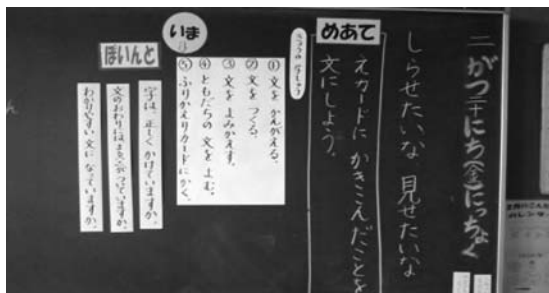 二がつ二十にち(金)にっちょく
しらせたいな 見せたいな
めあて
えカードに かきこんだことを
文にしよう。
いま
① 文を かんがえる。
② 文を つくる。
③ 文を よみかえす。
④ ともだちの 文を よむ。
⑤ ふりかえりカードに かく。
ぽいんと
字は、正しく かけていますか。
文のおわりには 。が ついていますか。
わかりやすい 文に なっていますか。